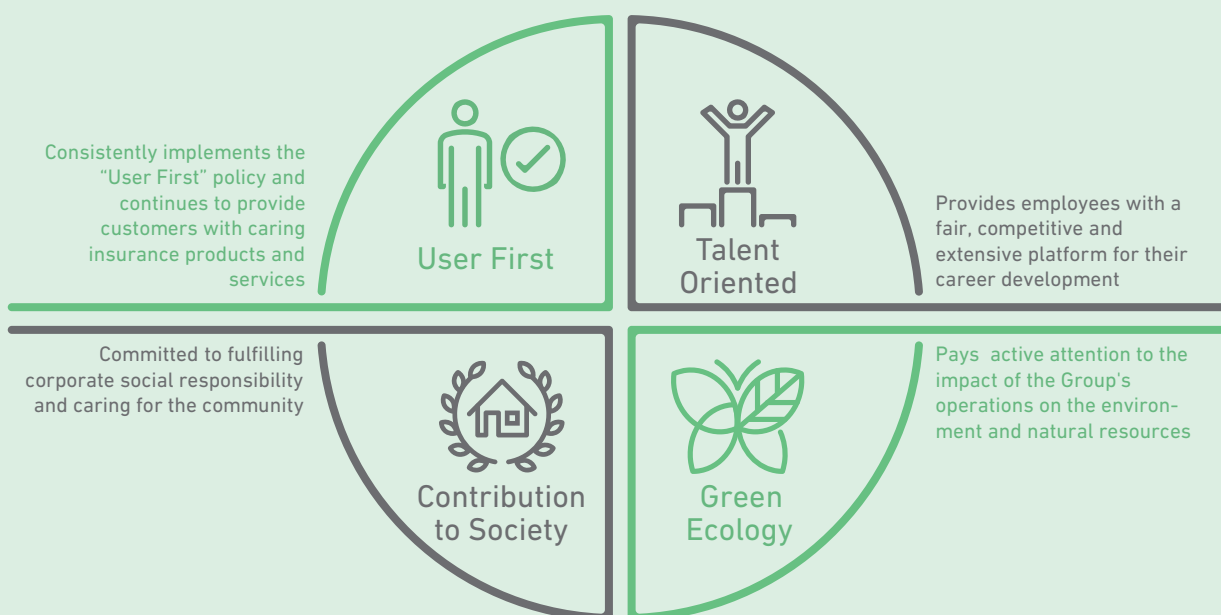 Consistently implements the
“User First” policy and
continues to provide
customers with caring
insurance products and
services
User First
Talent
Oriented
Provides employees with a
fair, competitive and
extensive platform for their
career development
Committed to fulfilling
corporate social responsibility
and caring for the community
Contribution
to Society
Green
Ecology
Pays  active attention to the
impact of the Group's
operations on the environ-
ment and natural resources